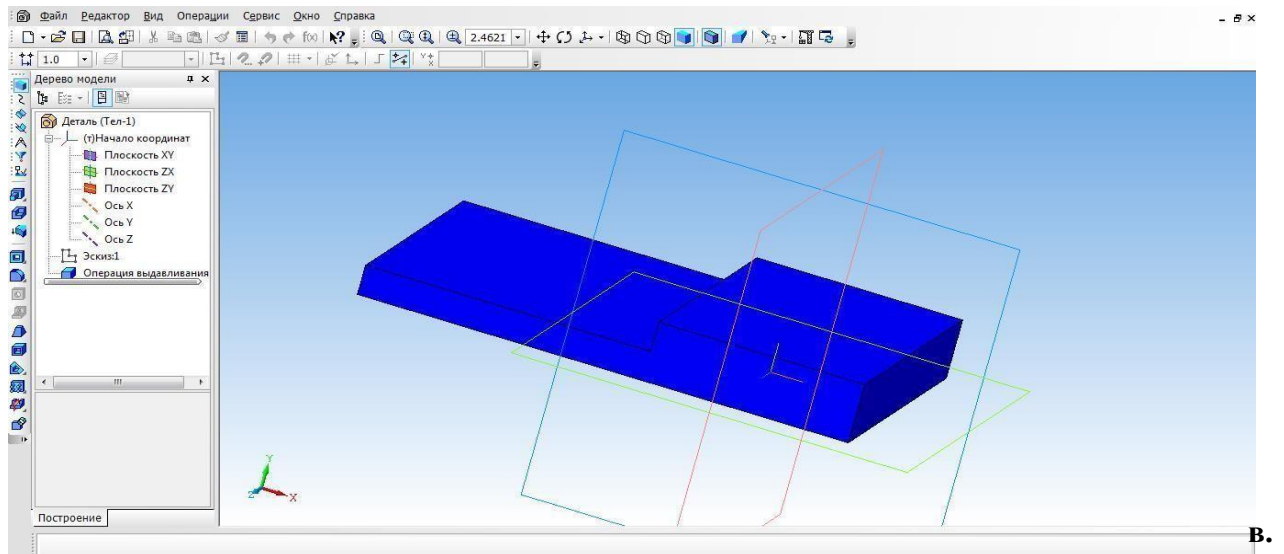 Файл Редактор Вид Операции Сервис Окно Справка
2.4621
1.0
Дерево модели
Деталь (Тел-1)
(т)Начало координат
Плоскость XY
Плоскость ZX
Плоскость ZY
Ось X
Ось Y
Ось Z
Эскиз:1
Операция выдавливания
Построение
Y
Z
X
в.